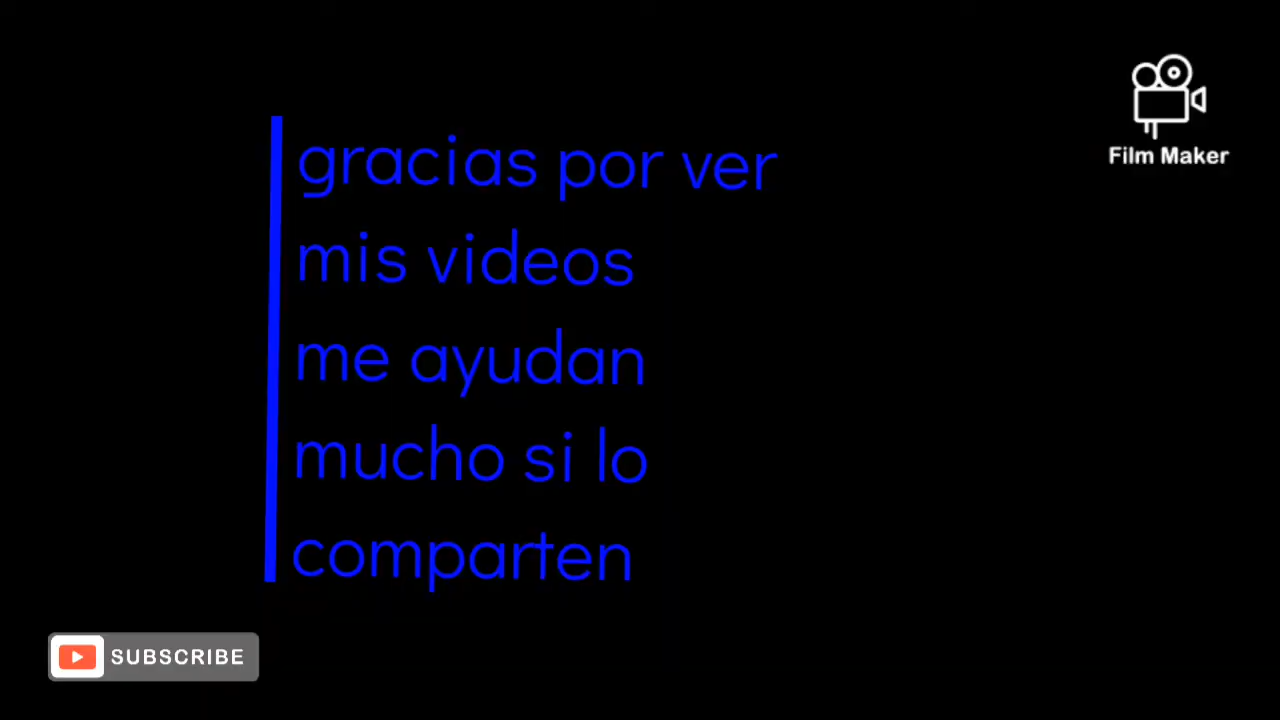 gracias por ver
mis videos
me ayudan
mucho si lo
comparten
Film Maker
SUBSCRIBE